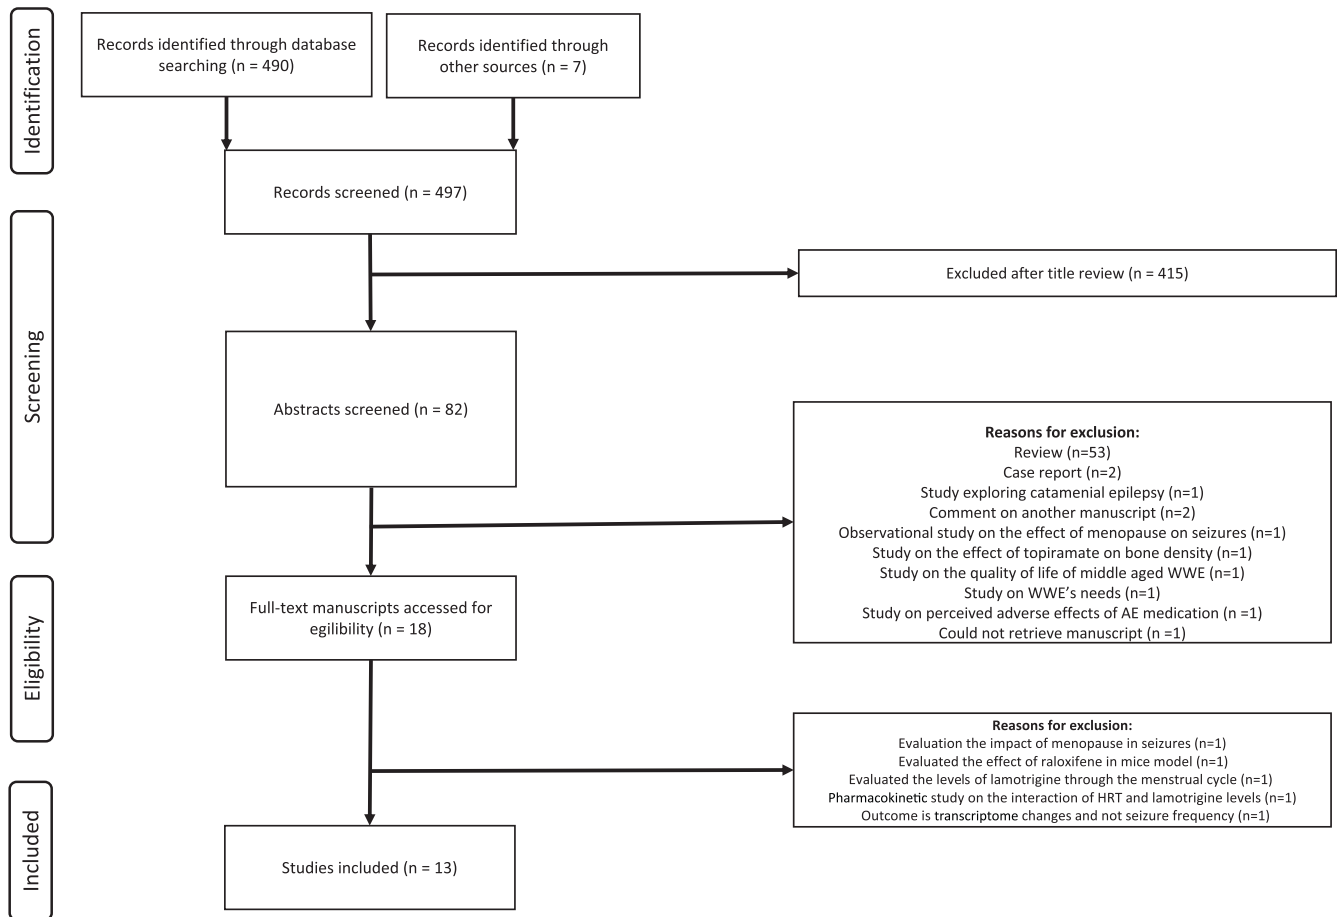 Identification
Records identified through database
searching (n = 490)
Records identified through
other sources (n = 7)
Records screened (n = 497)
Screening
Excluded after title review (n = 415)
Abstracts screened (n = 82)
Reasons for exclusion:
Review (n=53)
Case report (n=2)
Study exploring catamenial epilepsy (n=1)
Comment on another manuscript (n=2)
Observational study on the effect of menopause on seizures (n=1)
Study on the effect of topiramate on bone density (n=1)
Study on the quality of life of middle aged WWE (n=1)
Study on WWE's needs (n=1)
Study on perceived adverse effects of AE medication (n =1)
Could not retrieve manuscript (n =1)
Eligibility
Full-text manuscripts accessed for
egilibility (n = 18)
Reasons for exclusion:
Evaluation the impact of menopause in seizures (n=1)
Evaluated the effect of raloxifene in mice model (n=1)
Evaluated the levels of lamotrigine through the menstrual cycle (n=1)
Pharmacokinetic study on the interaction of HRT and lamotrigine levels (n=1)
Outcome is transcriptome changes and not seizure frequency (n=1)
Included
Studies included (n = 13)